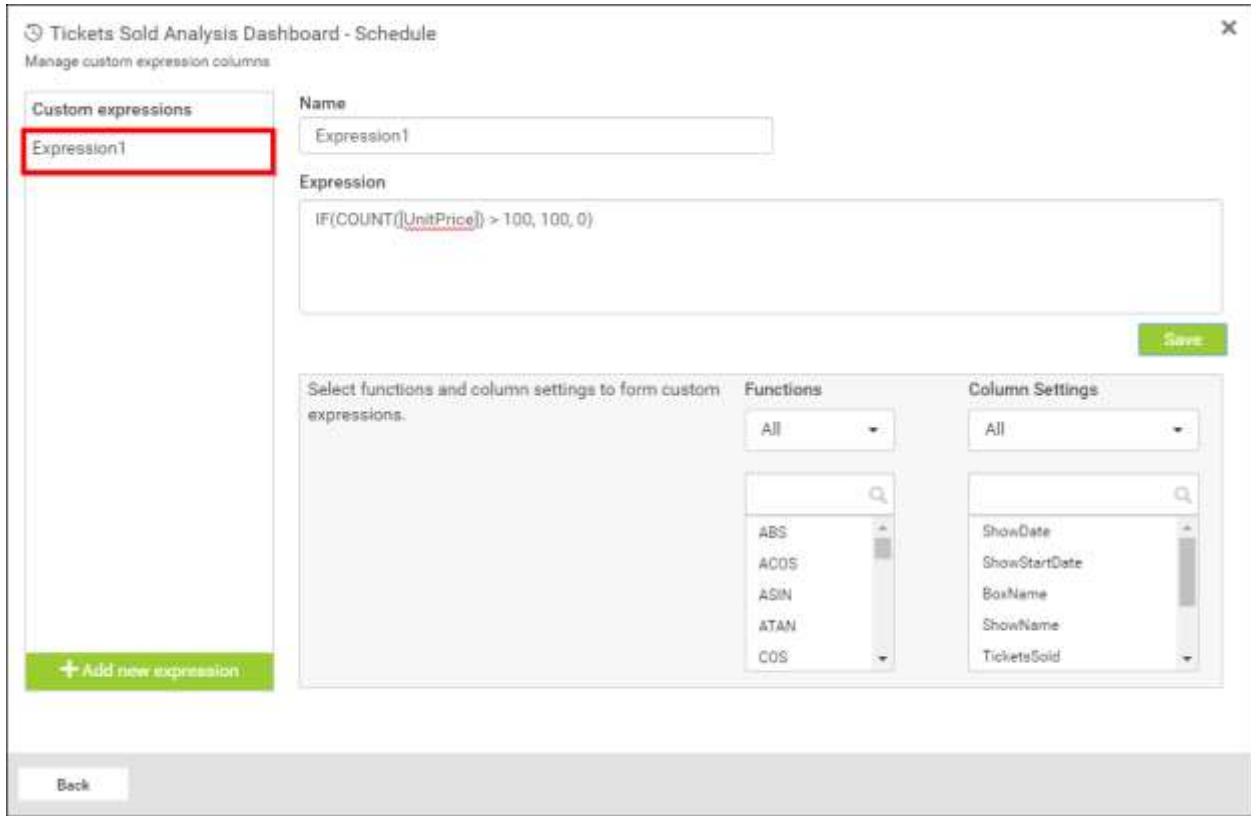 Tickets Sold Analysis Dashboard - Schedule
Manage custom expression columns
Custom expressions
Expression1
Name
Expression1
Expression
IF(COUNT([UnitPrice]) > 100, 100, 0)
Save
Select functions and column settings to form custom
expressions.
Functions
All
ABS
ACOS
ASIN
ATAN
COS
Column Settings
All
ShowDate
ShowStartDate
BoxName
ShowName
TicketsSold
+ Add new expression
Back